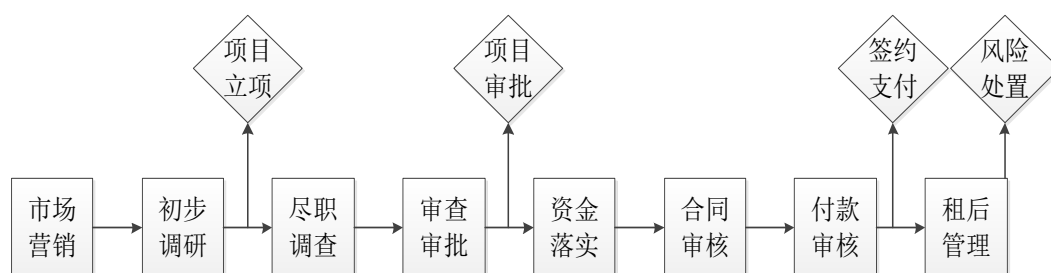 项目
立项
项目
审批
签约
支付
风险
处置
市场
营销
初步
调研
尽职
调查
审查
审批
资金
落实
合同
审核
付款
审核
租后
管理